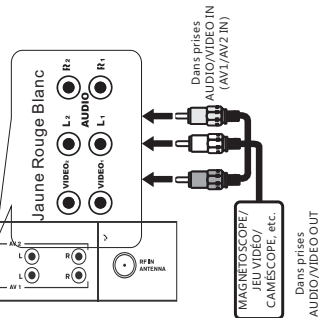 AV 2
L
R
AV 1
L
R
RF IN
ANTENNA
Jaune Rouge Blanc
VIDEO2
L2
R2
AUDIO
VIDEO1
L1
R1
Dans prises
AUDIO/VIDEO IN
(AV1/AV2 IN)
MAGNÉTOSCOPE/
JEU VIDÉO/
CAMÉSCOPE, etc.
Dans prises
AUDIO/VIDEO OUT